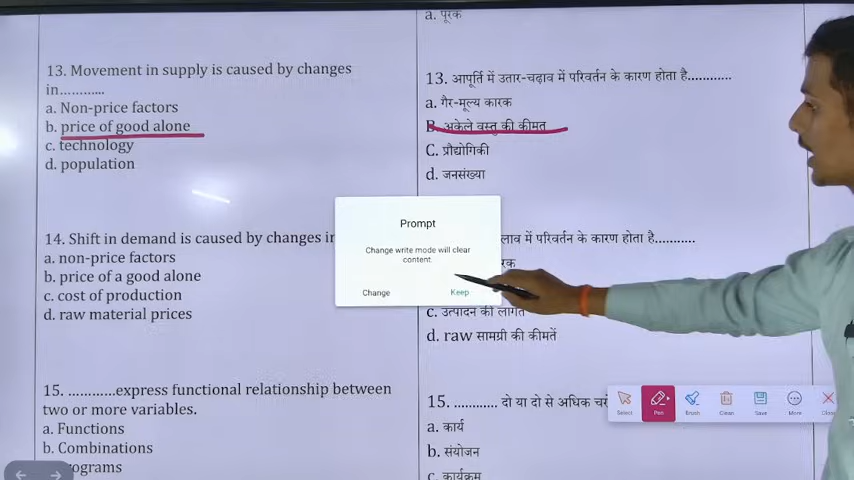 13. Movement in supply is caused by changes
in............
a. Non-price factors
b. price of good alone
c. technology
d. population
14. Shift in demand is caused by changes in
a. non-price factors
b. price of a good alone
c. cost of production
d. raw material prices
15. .............express functional relationship between
two or more variables.
a. Functions
b. Combinations
a. पूरक
13. आपूर्ति में उतार-चढ़ाव में परिवर्तन के कारण होता है............
a. गैर-मूल्य कारक
B. अकेले वस्तु की कीमत
C. प्रौद्योगिकी
d. जनसंख्या
में परिवर्तन के कारण होता है............
c. उत्पादन की लागत
d. raw सामग्री की कीमतें
15. ............ दो या दो से अधिक
a. कार्य
b. संयोजन
c. कार्यक्रम
Prompt
Change write mode will clear
content.
Change Keep
Select Pen Brush Clean Save More Close